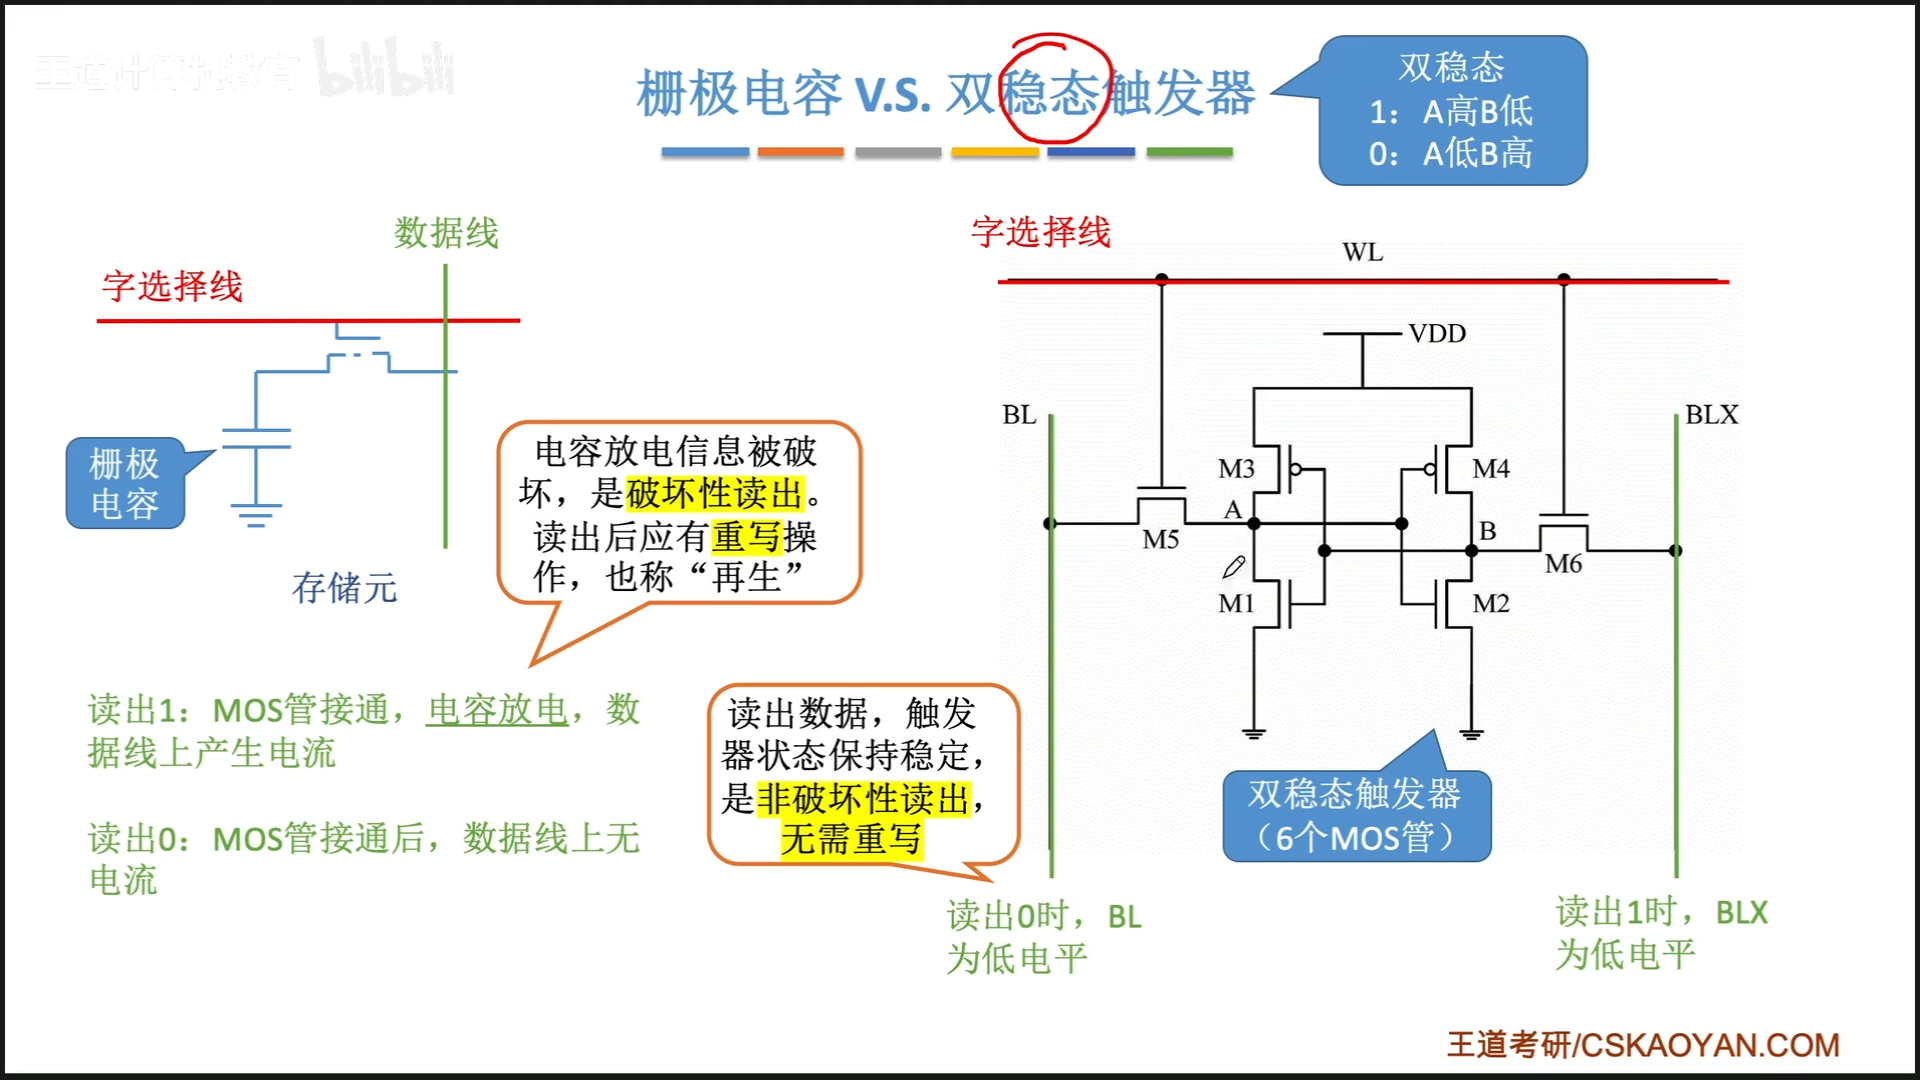 王道计算机教育 bilibili
栅极电容 V.S. 双稳态触发器
双稳态
1：A高B低
0：A低B高
数据线
字选择线
栅极
电容
存储元
电容放电信息被破
坏，是破坏性读出。
读出后应有重写操
作，也称“再生”
读出1：MOS管接通，电容放电，数
据线上产生电流
读出0：MOS管接通后，数据线上无
电流
字选择线
WL
VDD
BL
BLX
M3
M4
A
B
M5
M6
M1
M2
读出数据，触发
器状态保持稳定，
是非破坏性读出，
无需重写
双稳态触发器
（6个MOS管）
读出0时，BL
为低电平
读出1时，BLX
为低电平
王道考研/CSKAOYAN.COM